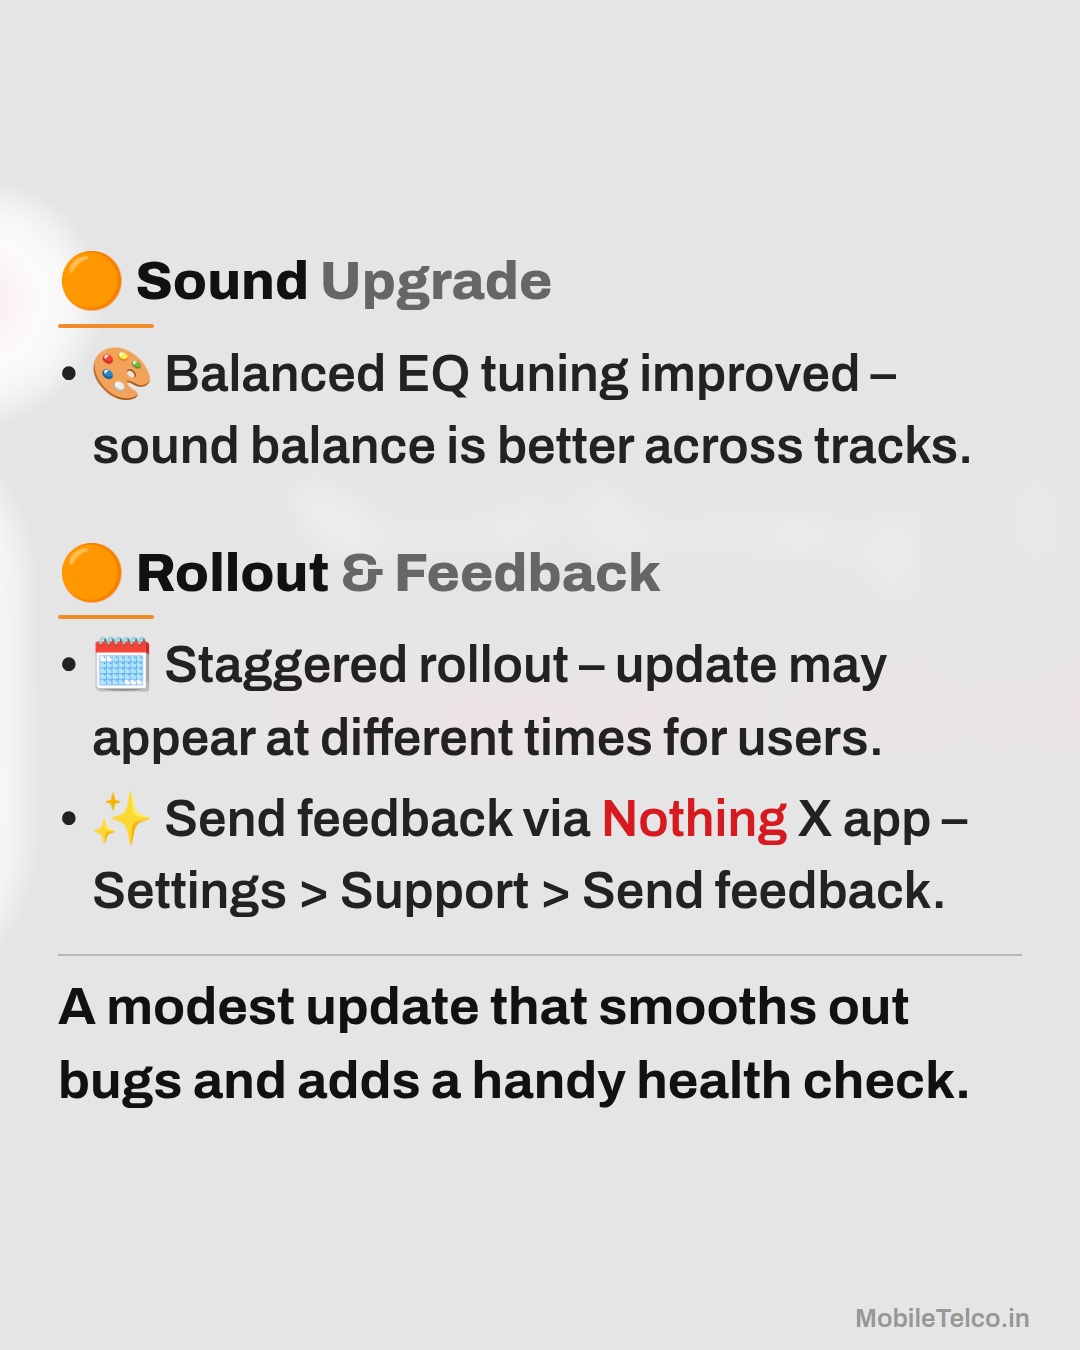 🟠 Sound Upgrade
• 🎨 Balanced EQ tuning improved –
sound balance is better across tracks.
🟠 Rollout & Feedback
• 🗓️ Staggered rollout – update may
appear at different times for users.
• ✨ Send feedback via Nothing X app –
Settings > Support > Send feedback.
A modest update that smooths out
bugs and adds a handy health check.
MobileTelco.in